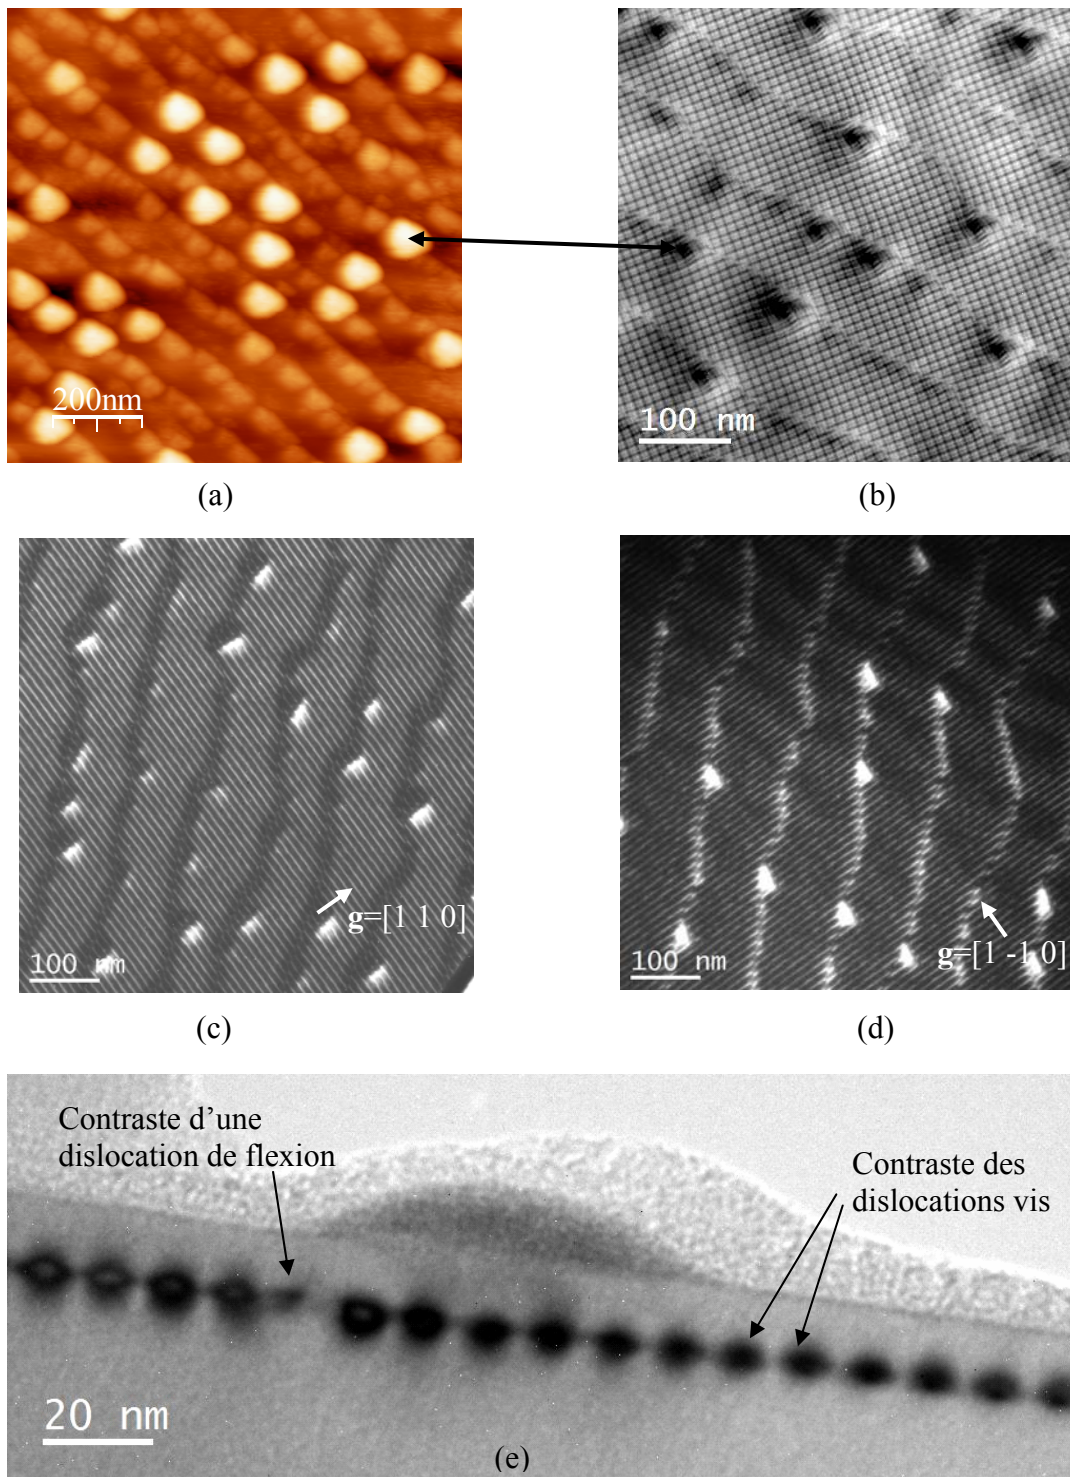 200nm
100 nm
(a)
(b)
g=[1 1 0]
100 nm
g=[1 -1 0]
100 nm
(c)
(d)
Contraste d'une
dislocation de flexion
Contraste des
dislocations vis
20 nm
(e)